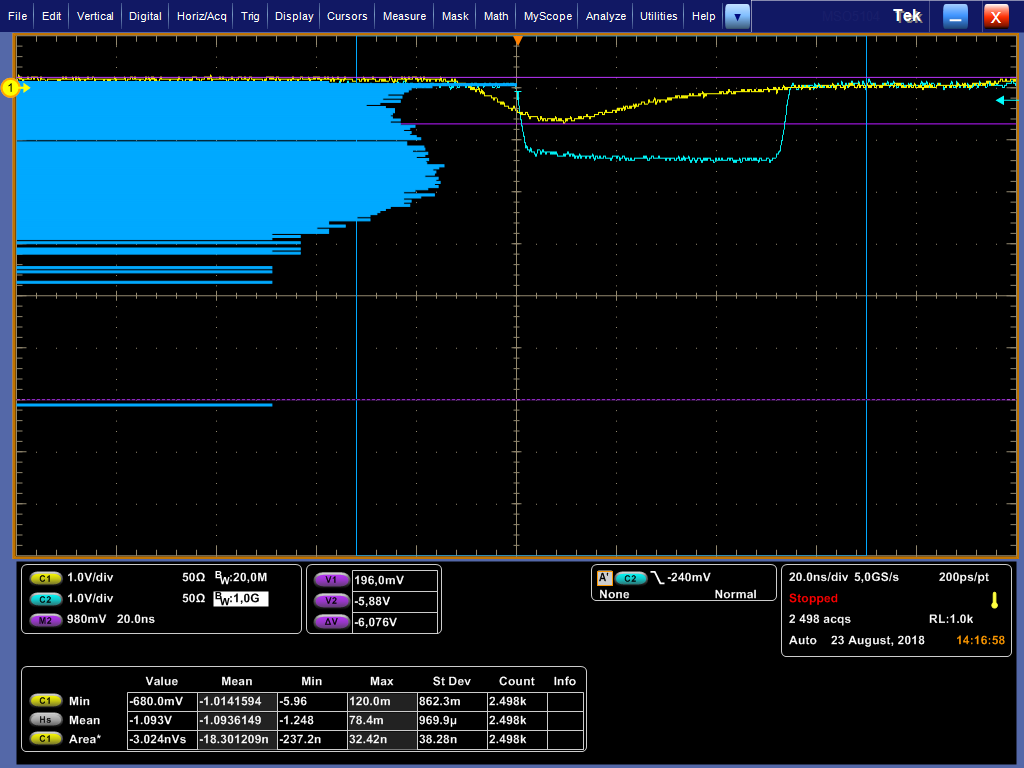 File Edit Vertical Digital Horiz/Acq Trig Display Cursors Measure Mask Math MyScope Analyze Utilities Help Tek X
1
C1 1.0V/div 50Ω BW:20,0M
C2 1.0V/div 50Ω BW:1,0G
M2 980mV 20.0ns
V1 196,0mV
V2 -5,88V
ΔV -6,076V
A' C2 -240mV
None Normal
20.0ns/div 5,0GS/s 200ps/pt
Stopped
2 498 acqs RL:1.0k
Auto 23 August, 2018 14:16:58
Value Mean Min Max St Dev Count Info
C1 Min -680.0mV -1.0141594 -5.96 120.0m 862.3m 2.498k
Hs Mean -1.093V -1.0936149 -1.248 78.4m 969.9µ 2.498k
C1 Area* -3.024nVs -18.301209n -237.2n 32.42n 38.28n 2.498k